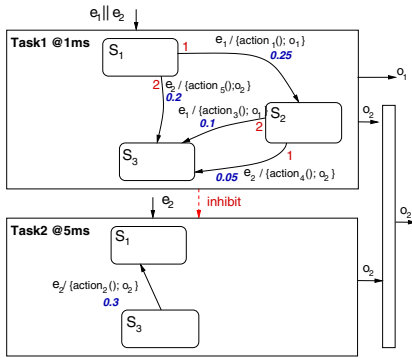 e1 || e2
Task1 @1ms
S1
1
e1 / {action1(); o1}
0.25
2
e2 / {action5();o2}
0.2
e1 / {action3(); o1}
0.1
2
S2
S3
1
0.05
e2 / {action4(); o2}
o1
o2
e2
inhibit
Task2 @5ms
S1
e2/ {action2(); o2}
0.3
S3
o2
o2